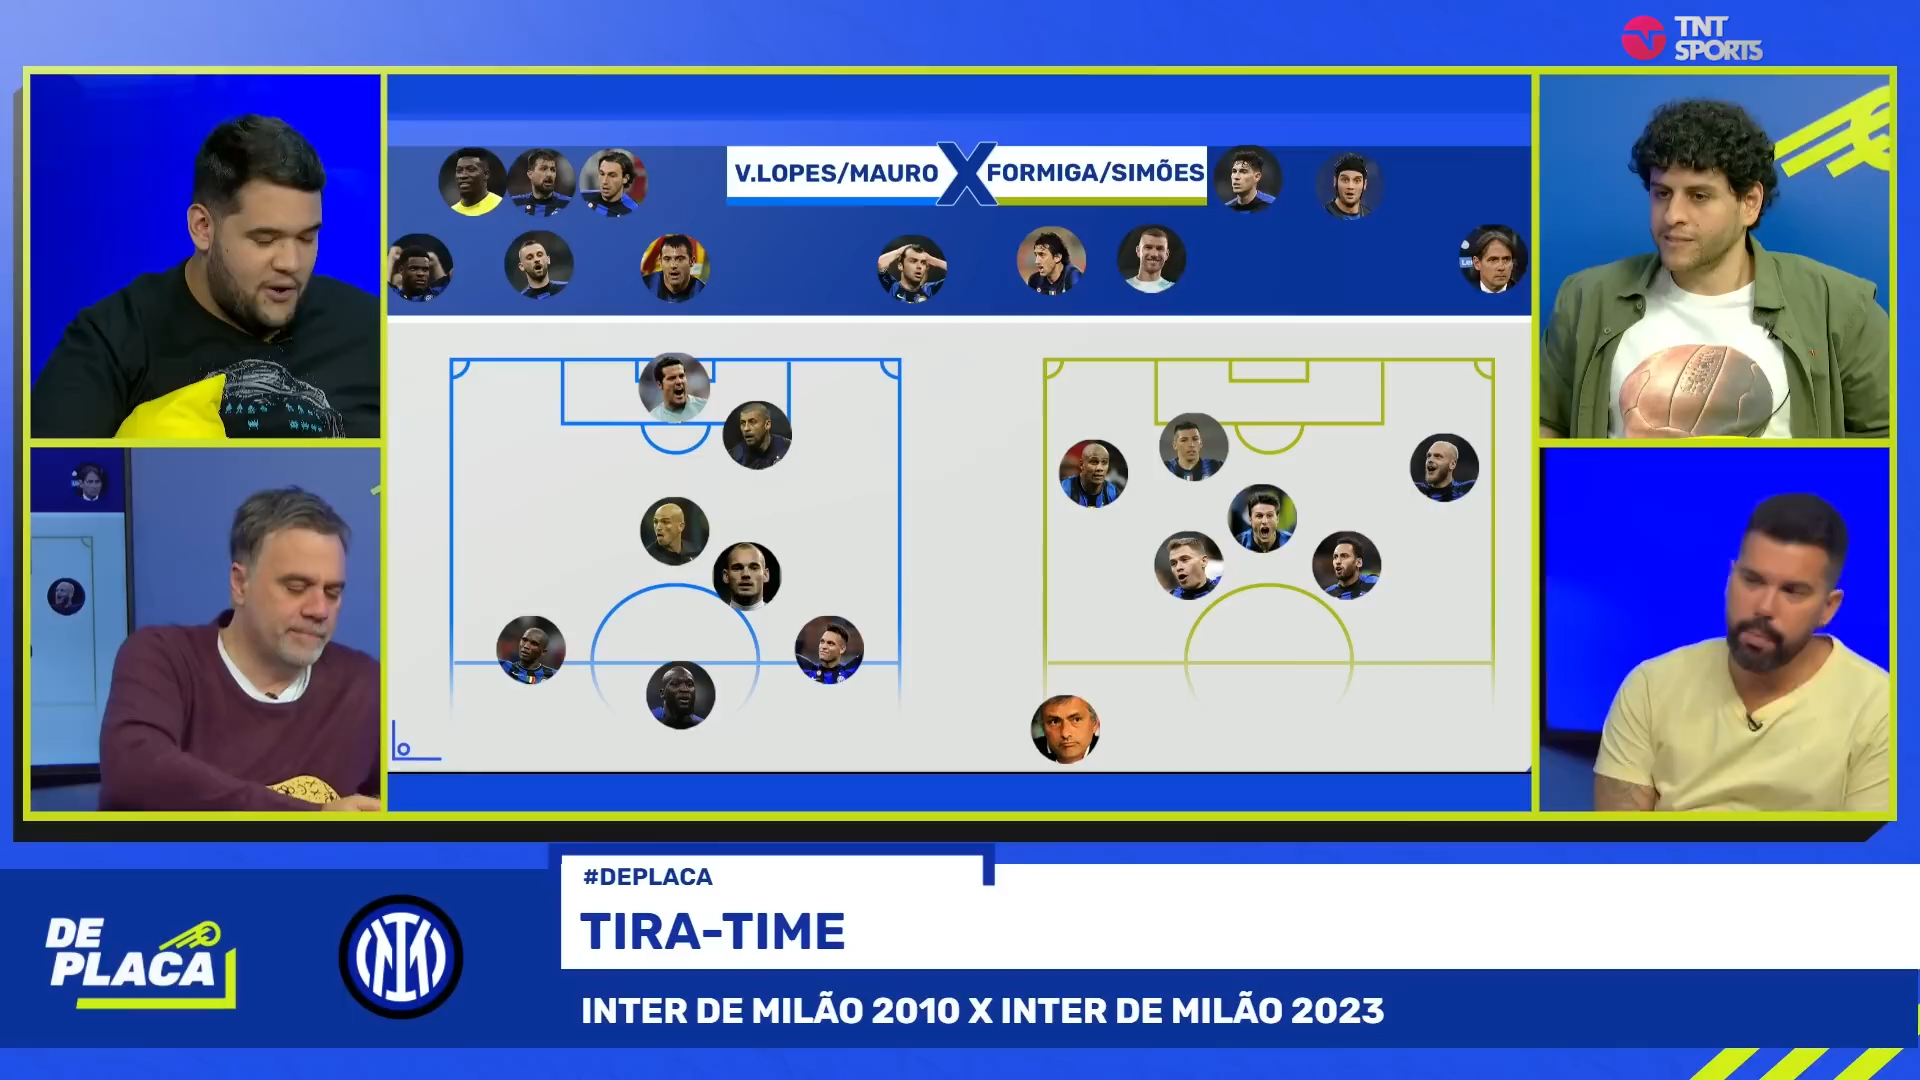 TNT
SPORTS
V.LOPES/MAURO X FORMIGA/SIMÕES
#DEPLACA
TIRA-TIME
DE
PLACA
INTER DE MILÃO 2010 X INTER DE MILÃO 2023